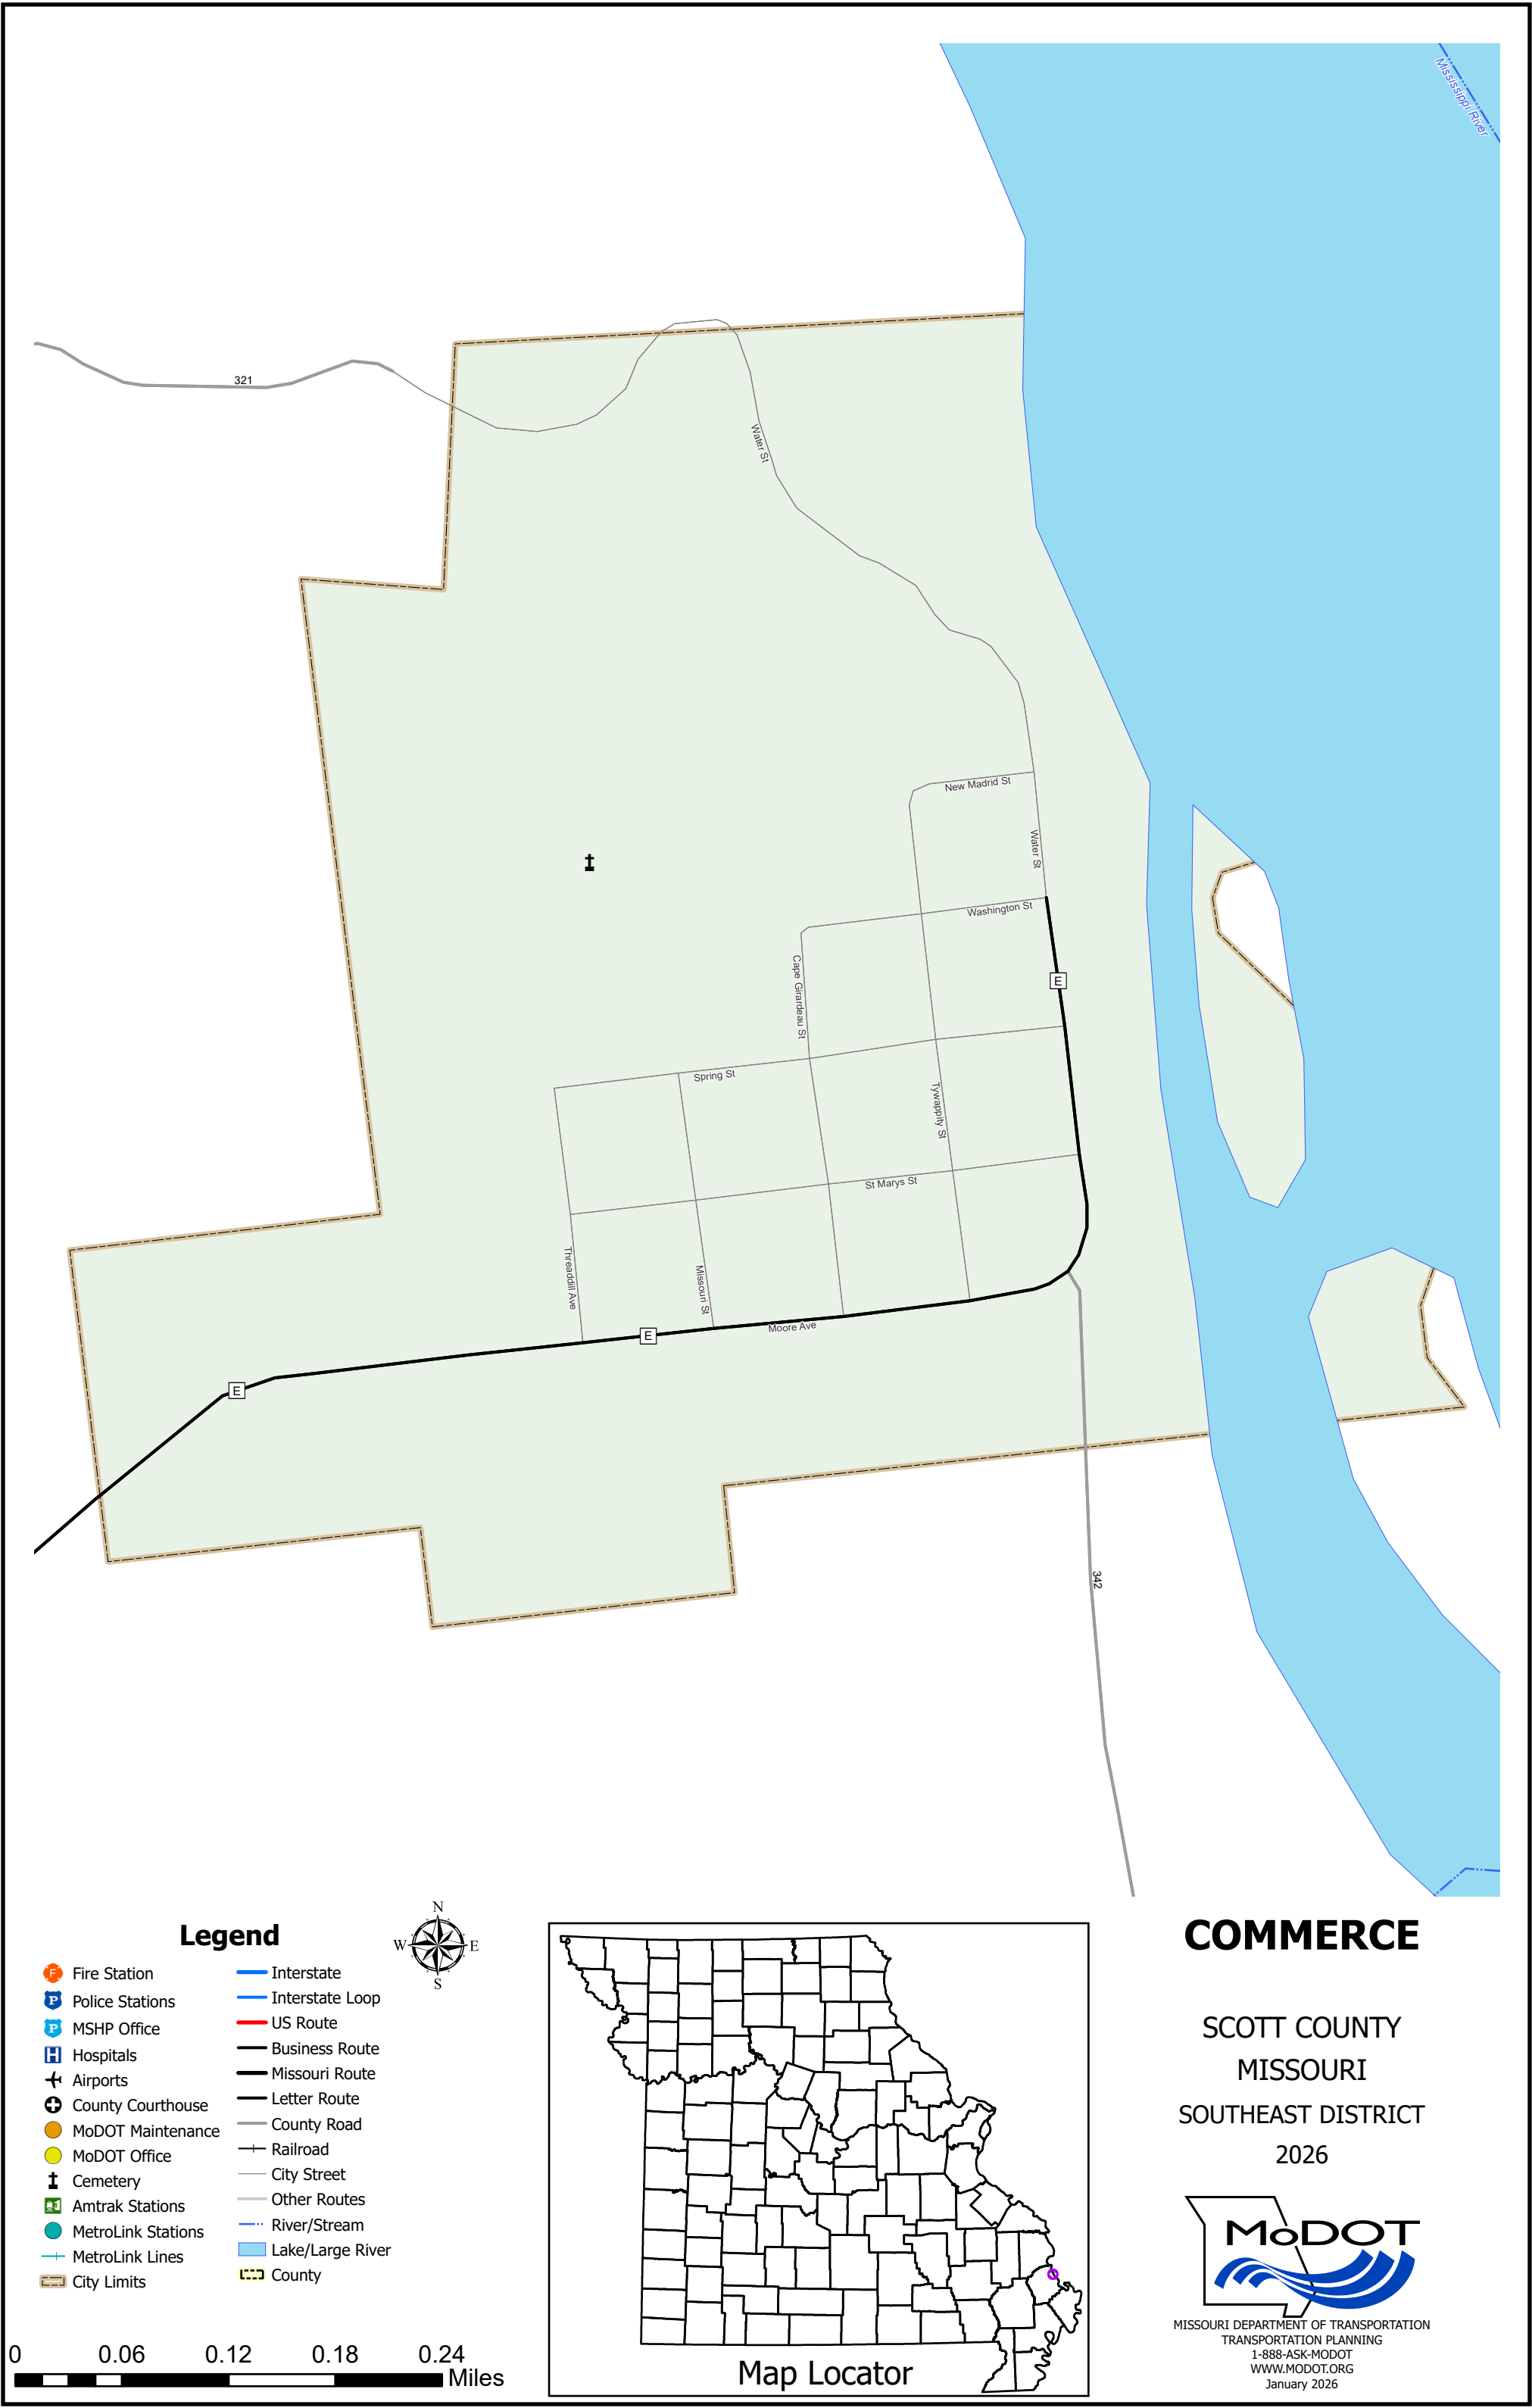 Mississippi River
321
Water St
New Madrid St
Water St
Washington St
E
Cape Girardeau St
Spring St
Tywappity St
St Marys St
Threaddill Ave
Missouri St
E
Moore Ave
E
342
Legend
N
W
E
S
Fire Station
Police Stations
MSHP Office
Hospitals
Airports
County Courthouse
MoDOT Maintenance
MoDOT Office
Cemetery
Amtrak Stations
MetroLink Stations
MetroLink Lines
City Limits
Interstate
Interstate Loop
US Route
Business Route
Missouri Route
Letter Route
County Road
Railroad
City Street
Other Routes
River/Stream
Lake/Large River
County
F
P
P
H
0 0.06 0.12 0.18 0.24
Miles
Map Locator
COMMERCE
SCOTT COUNTY
MISSOURI
SOUTHEAST DISTRICT
2026
MoDOT
MISSOURI DEPARTMENT OF TRANSPORTATION
TRANSPORTATION PLANNING
1-888-ASK-MODOT
WWW.MODOT.ORG
January 2026